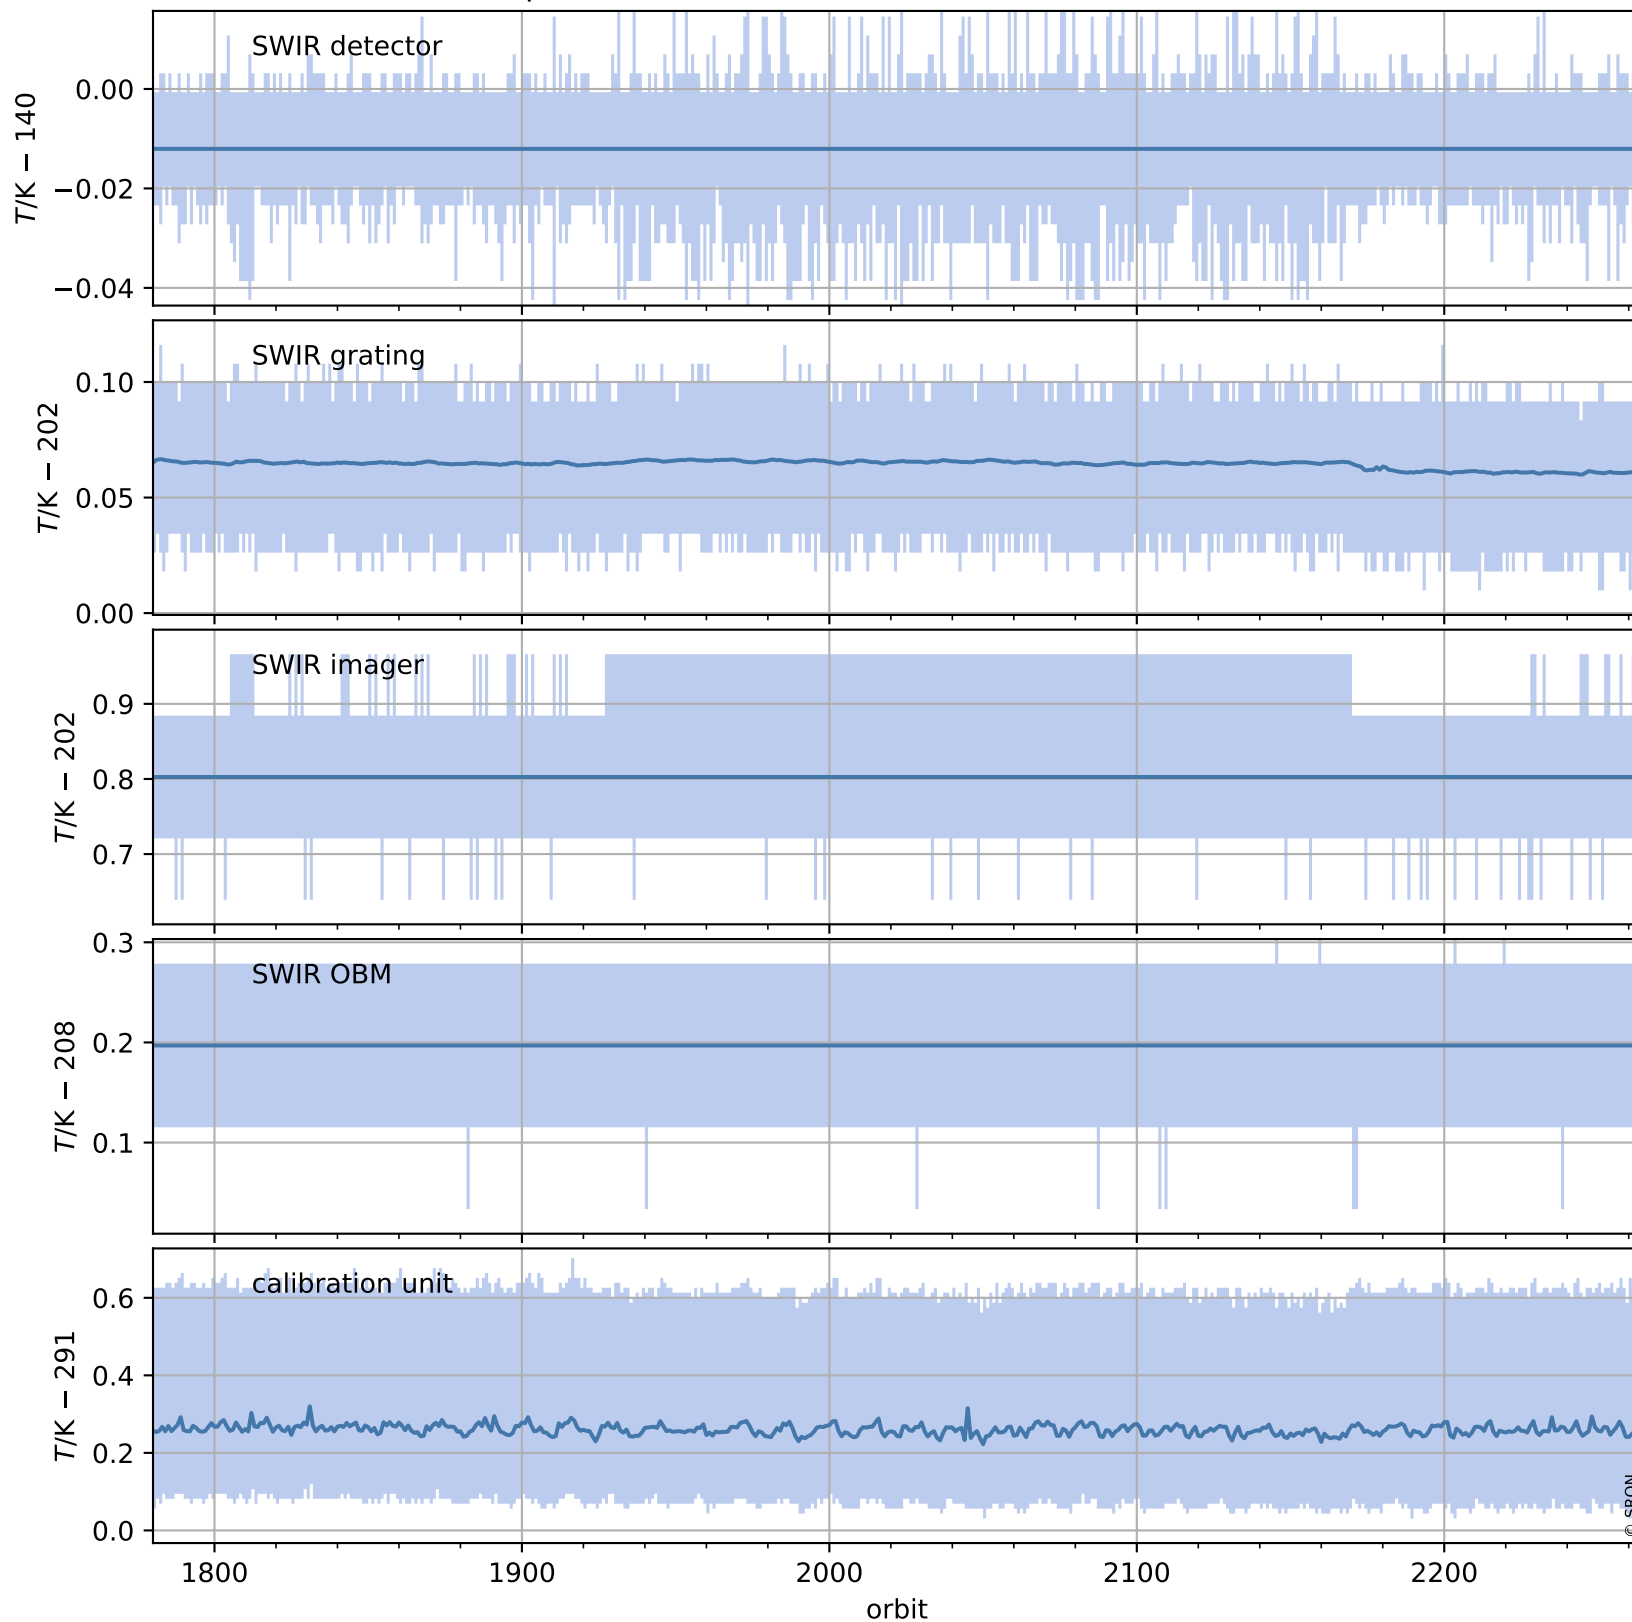 SWIR detector
0.00
−0.02
−0.04
T/K − 140
SWIR grating
0.10
0.05
0.00
T/K − 202
SWIR imager
0.9
0.8
0.7
T/K − 202
SWIR OBM
0.3
0.2
0.1
T/K − 208
calibration unit
0.6
0.4
0.2
0.0
T/K − 291
1800 1900 2000 2100 2200
orbit
© SRON